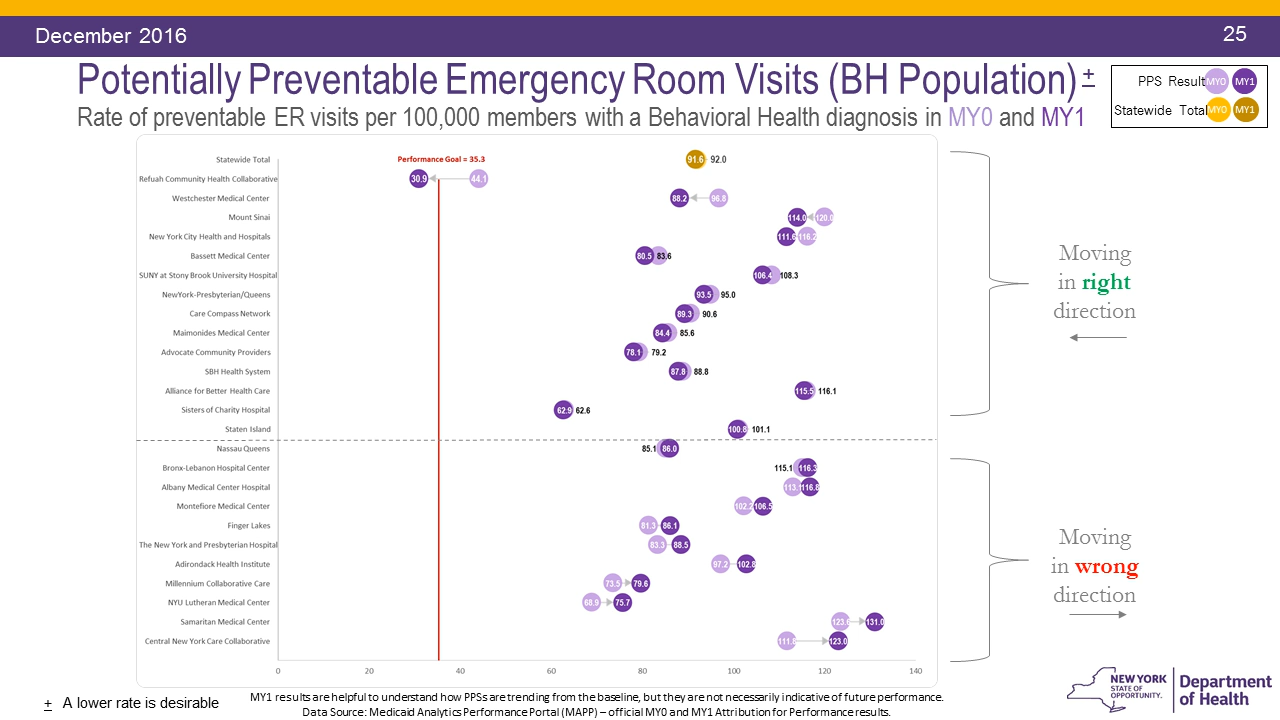 December 2016
25
Potentially Preventable Emergency Room Visits (BH Population) +
Rate of preventable ER visits per 100,000 members with a Behavioral Health diagnosis in MY0 and MY1
PPS Result MY0 MY1
Statewide Total MY0 MY1
Performance Goal = 35.3
Statewide Total 91.6 92.0
Refuah Community Health Collaborative 30.9 44.1
Westchester Medical Center 88.2 96.8
Mount Sinai 114.0 120.0
New York City Health and Hospitals 111.6 116.2
Bassett Medical Center 80.5 83.6
SUNY at Stony Brook University Hospital 106.4 108.3
NewYork-Presbyterian/Queens 93.5 95.0
Care Compass Network 89.3 90.6
Maimonides Medical Center 84.4 85.6
Advocate Community Providers 78.1 79.2
SBH Health System 87.8 88.8
Alliance for Better Health Care 115.5 116.1
Sisters of Charity Hospital 62.9 62.6
Staten Island 100.8 101.1
Nassau Queens 85.1 86.0
Bronx-Lebanon Hospital Center 115.1 116.3
Albany Medical Center Hospital 116.8
Montefiore Medical Center 102.2 106.5
Finger Lakes 81.3 86.1
The New York and Presbyterian Hospital 83.3 88.5
Adirondack Health Institute 97.2 102.8
Millennium Collaborative Care 73.5 79.6
NYU Lutheran Medical Center 68.9 75.7
Samaritan Medical Center 131.0
Central New York Care Collaborative 123.0
0 20 40 60 80 100 120 140
Moving
in right
direction
Moving
in wrong
direction
+ A lower rate is desirable
MY1 results are helpful to understand how PPSs are trending from the baseline, but they are not necessarily indicative of future performance.
Data Source: Medicaid Analytics Performance Portal (MAPP) – official MY0 and MY1 Attribution for Performance results.
NEW YORK
STATE OF
OPPORTUNITY.
Department
of Health